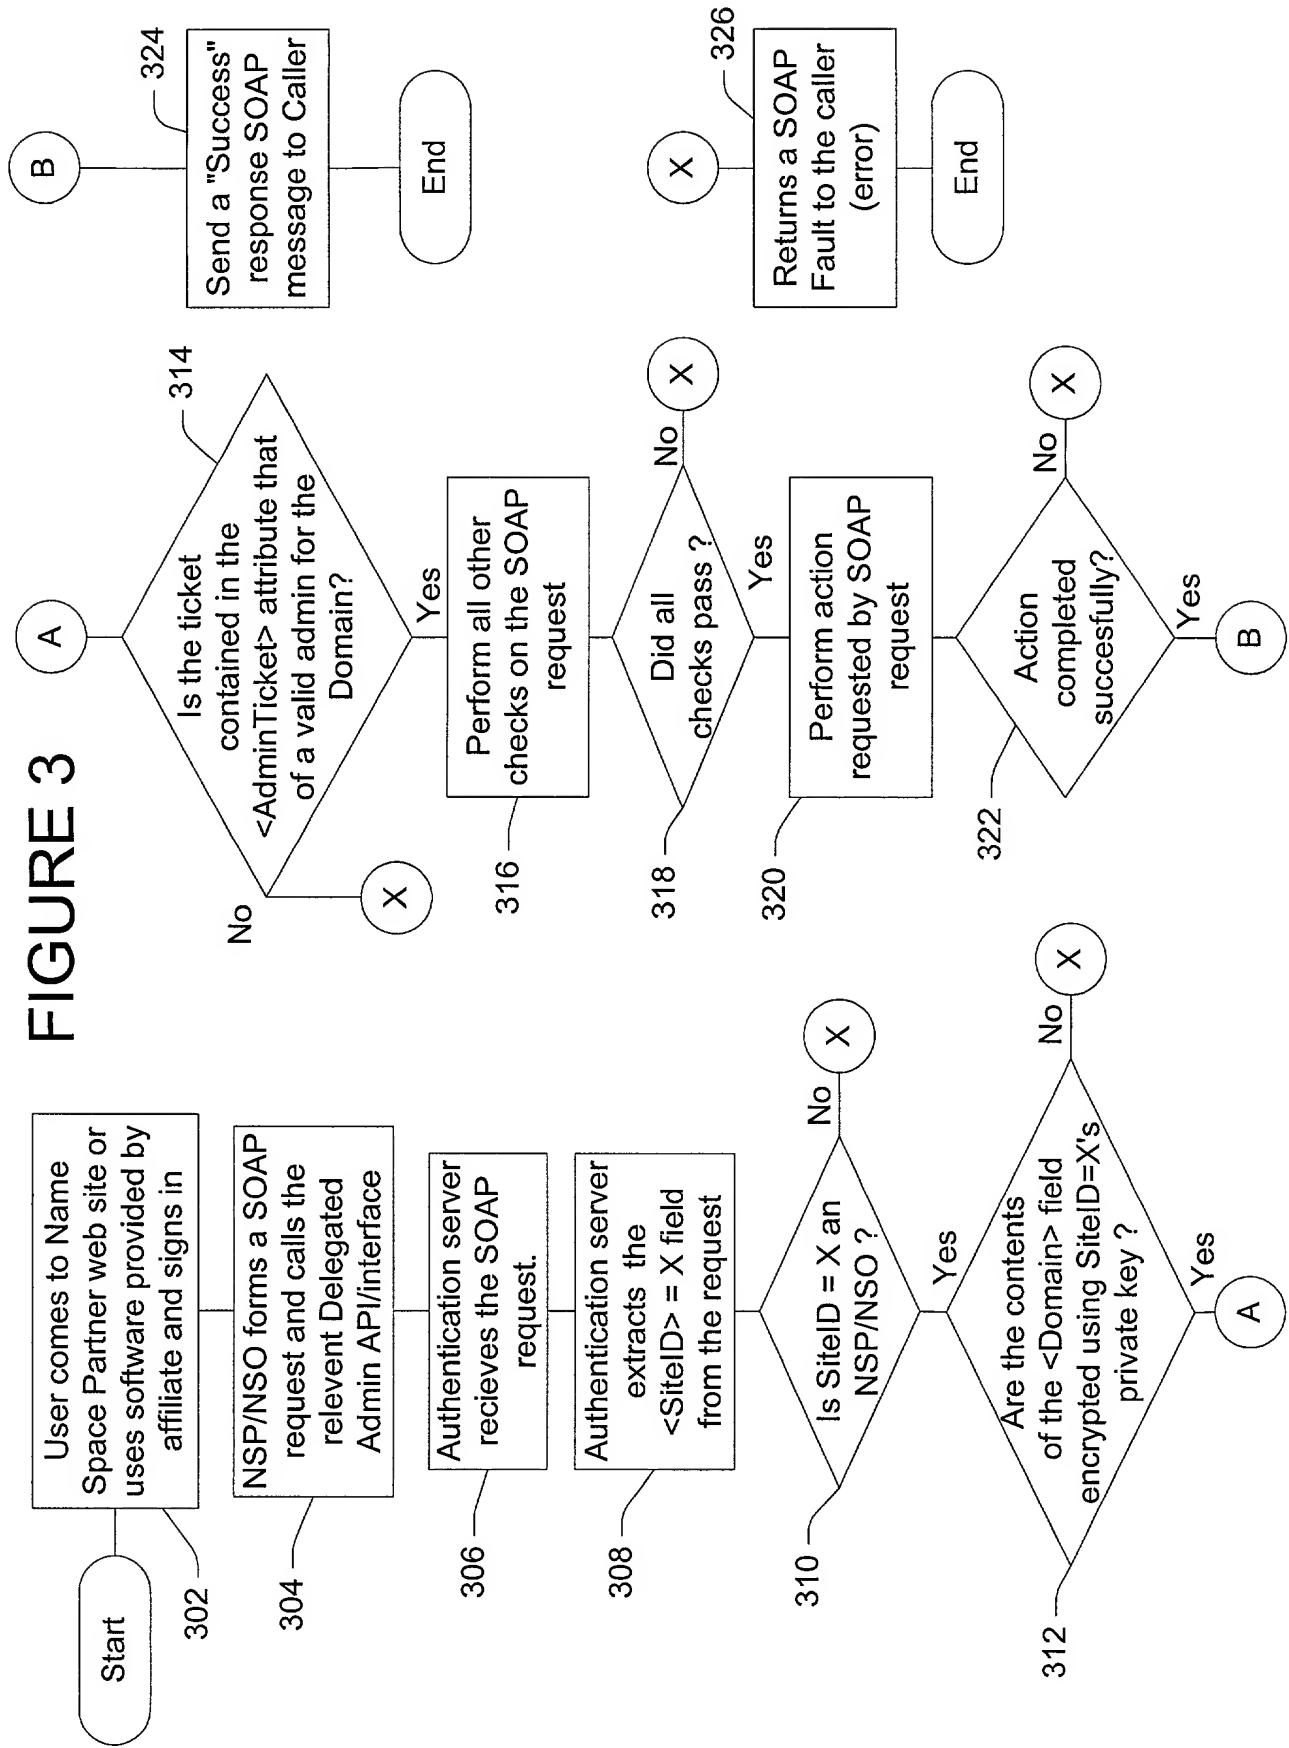 FIGURE 3
Start
User comes to Name
Space Partner web site or
uses software provided by
affiliate and signs in
302
NSP/NSO forms a SOAP
request and calls the
relevent Delegated
Admin API/interface
304
Authentication server
recieves the SOAP
request.
306
Authentication server
extracts the
<SiteID> = X field
from the request
308
Is SiteID = X an
NSP/NSO ?
310
No
X
Yes
Are the contents
of the <Domain> field
encrypted using SiteID=X's
private key ?
312
No
X
Yes
A
A
Is the ticket
contained in the
<AdminTicket> attribute that
of a valid admin for the
Domain?
314
No
X
Yes
Perform all other
checks on the SOAP
request
316
Did all
checks pass ?
318
No
X
Yes
Perform action
requested by SOAP
request
320
Action
completed
succesfully?
322
No
X
Yes
B
B
Send a "Success"
response SOAP
message to Caller
324
End
X
Returns a SOAP
Fault to the caller
(error)
326
End